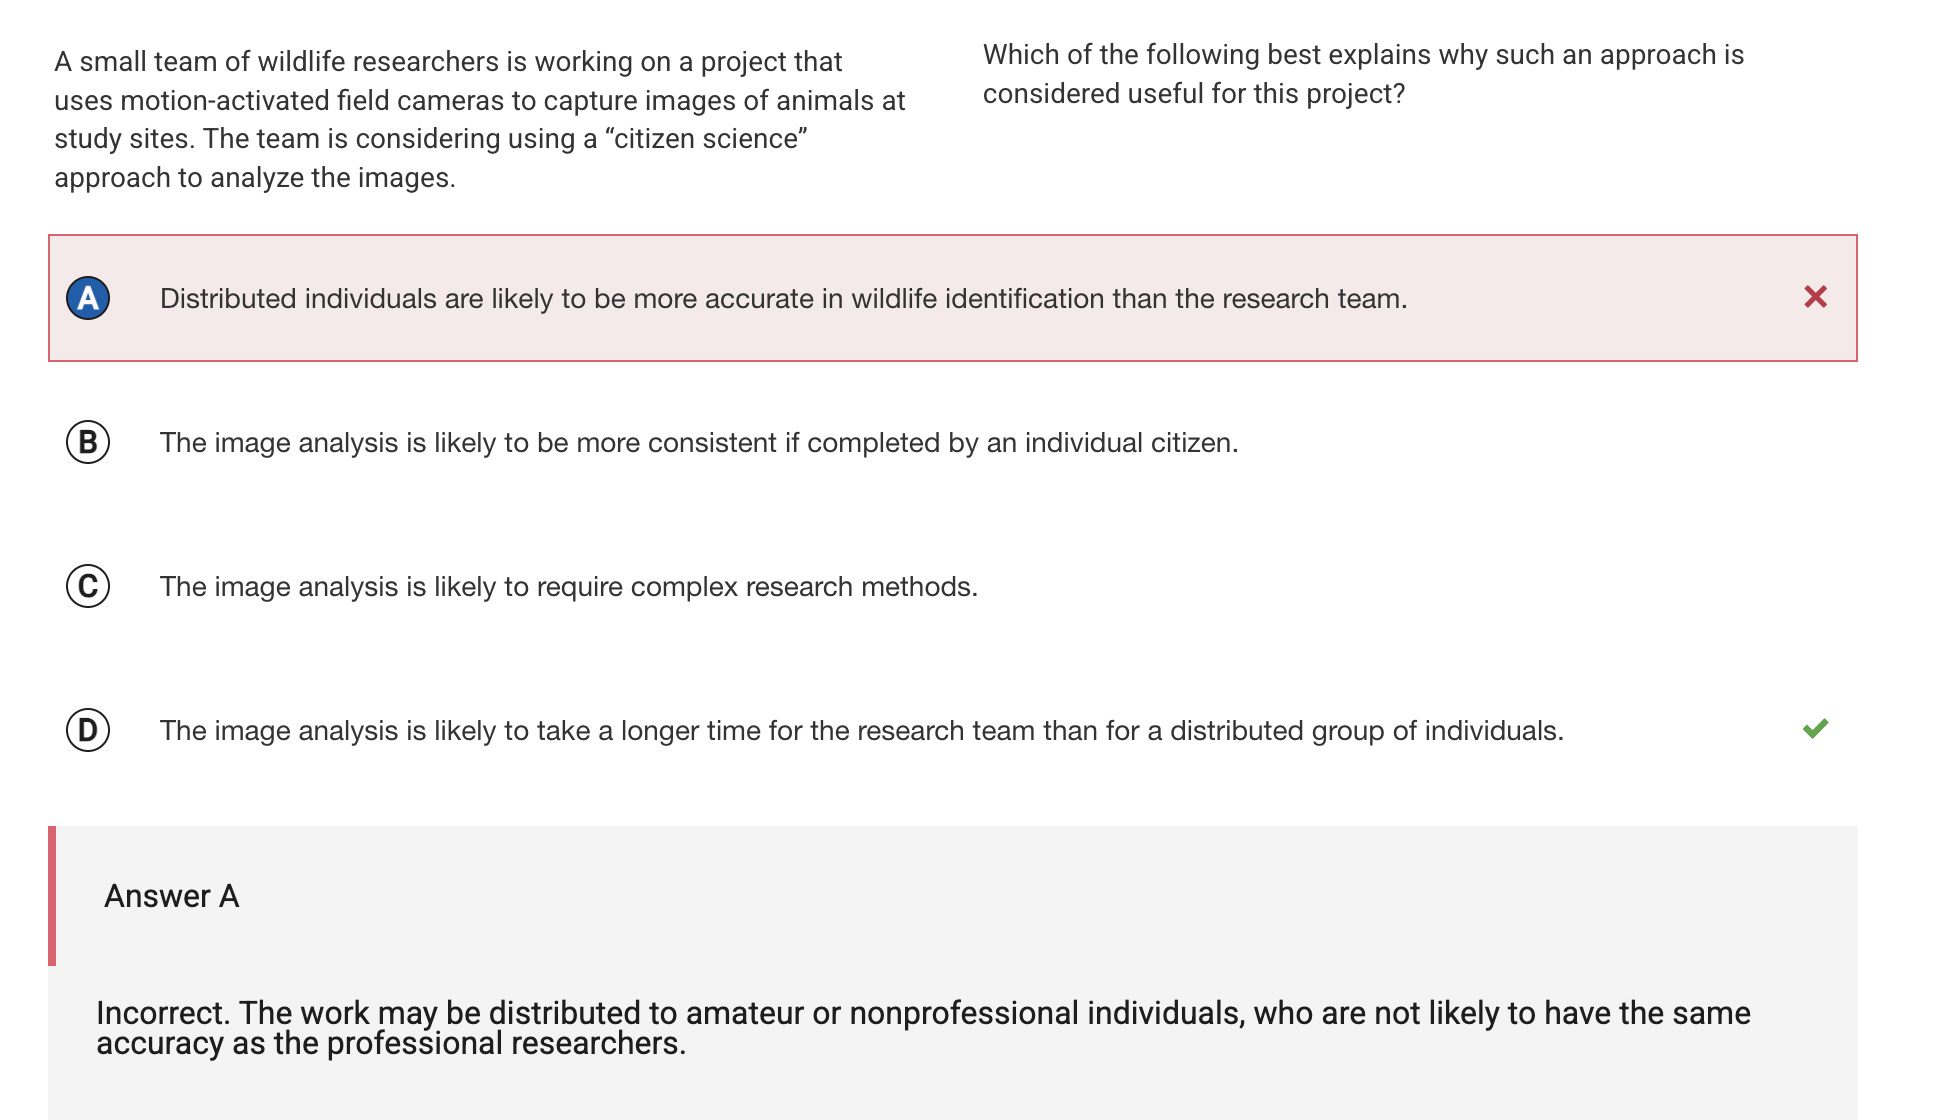 A small team of wildlife researchers is working on a project that
uses motion-activated field cameras to capture images of animals at
study sites. The team is considering using a “citizen science”
approach to analyze the images.
Which of the following best explains why such an approach is
considered useful for this project?
A Distributed individuals are likely to be more accurate in wildlife identification than the research team.
B The image analysis is likely to be more consistent if completed by an individual citizen.
C The image analysis is likely to require complex research methods.
D The image analysis is likely to take a longer time for the research team than for a distributed group of individuals.
Answer A
Incorrect. The work may be distributed to amateur or nonprofessional individuals, who are not likely to have the same
accuracy as the professional researchers.